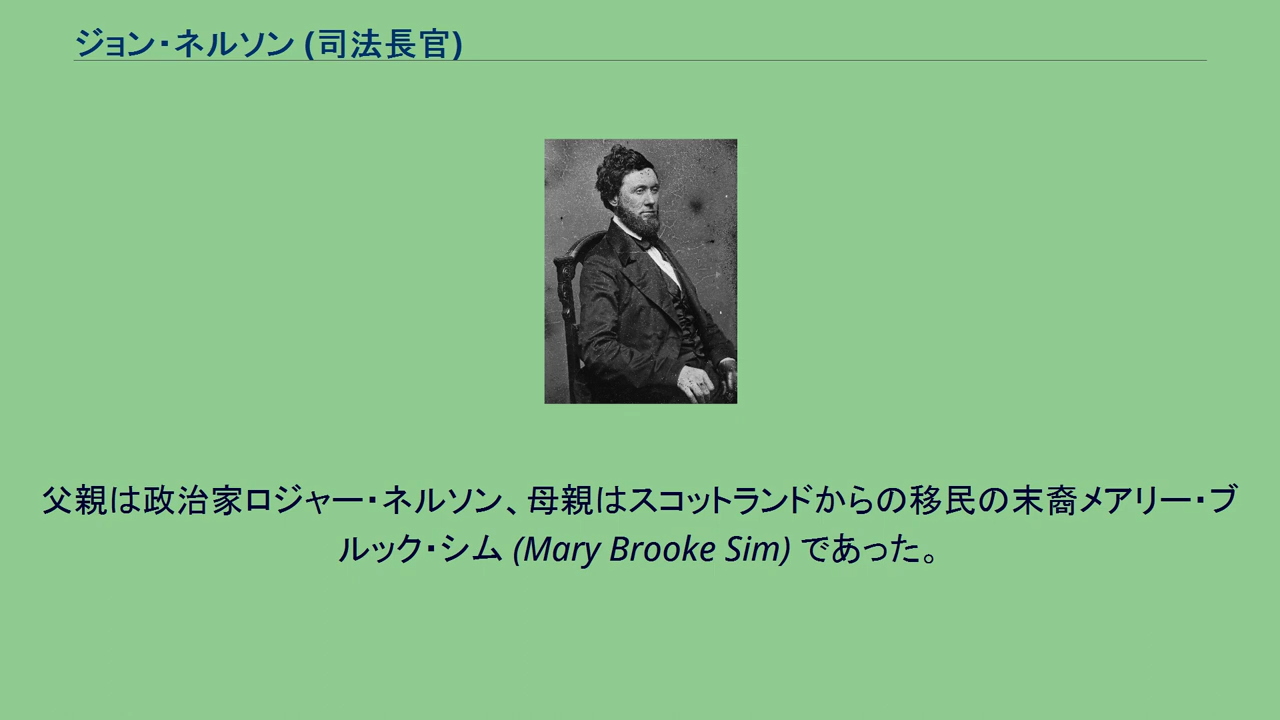 ジョン・ネルソン (司法長官)
父親は政治家ロジャー・ネルソン、母親はスコットランドからの移民の末裔メアリー・ブ
ルック・シム (Mary Brooke Sim) であった。